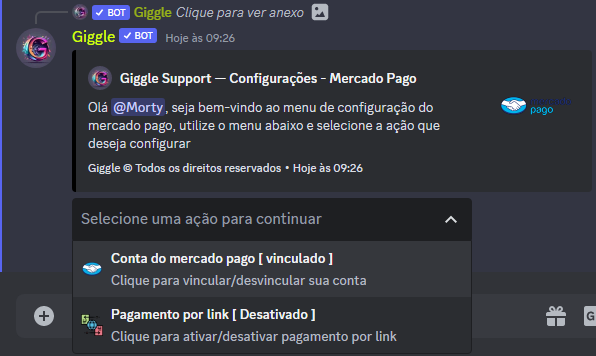 BOT Giggle Clique para ver anexo
Giggle BOT Hoje às 09:26
Giggle Support — Configurações - Mercado Pago
Olá @Morty, seja bem-vindo ao menu de configuração do
mercado pago, utilize o menu abaixo e selecione a ação que
deseja configurar
pago
Giggle © Todos os direitos reservados • Hoje às 09:26
Selecione uma ação para continuar
Conta do mercado pago [ vinculado ]
Clique para vincular/desvincular sua conta
Pagamento por link [ Desativado ]
Clique para ativar/desativar pagamento por link